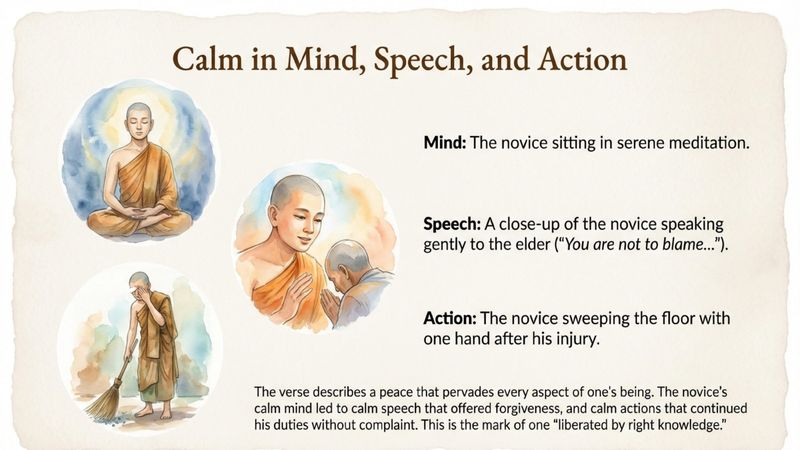 Calm in Mind, Speech, and Action
Mind: The novice sitting in serene meditation.
Speech: A close-up of the novice speaking
gently to the elder (“You are not to blame...”).
Action: The novice sweeping the floor with
one hand after his injury.
The verse describes a peace that pervades every aspect of one's being. The novice's
calm mind led to calm speech that offered forgiveness, and calm actions that continued
his duties without complaint. This is the mark of one “liberated by right knowledge.”